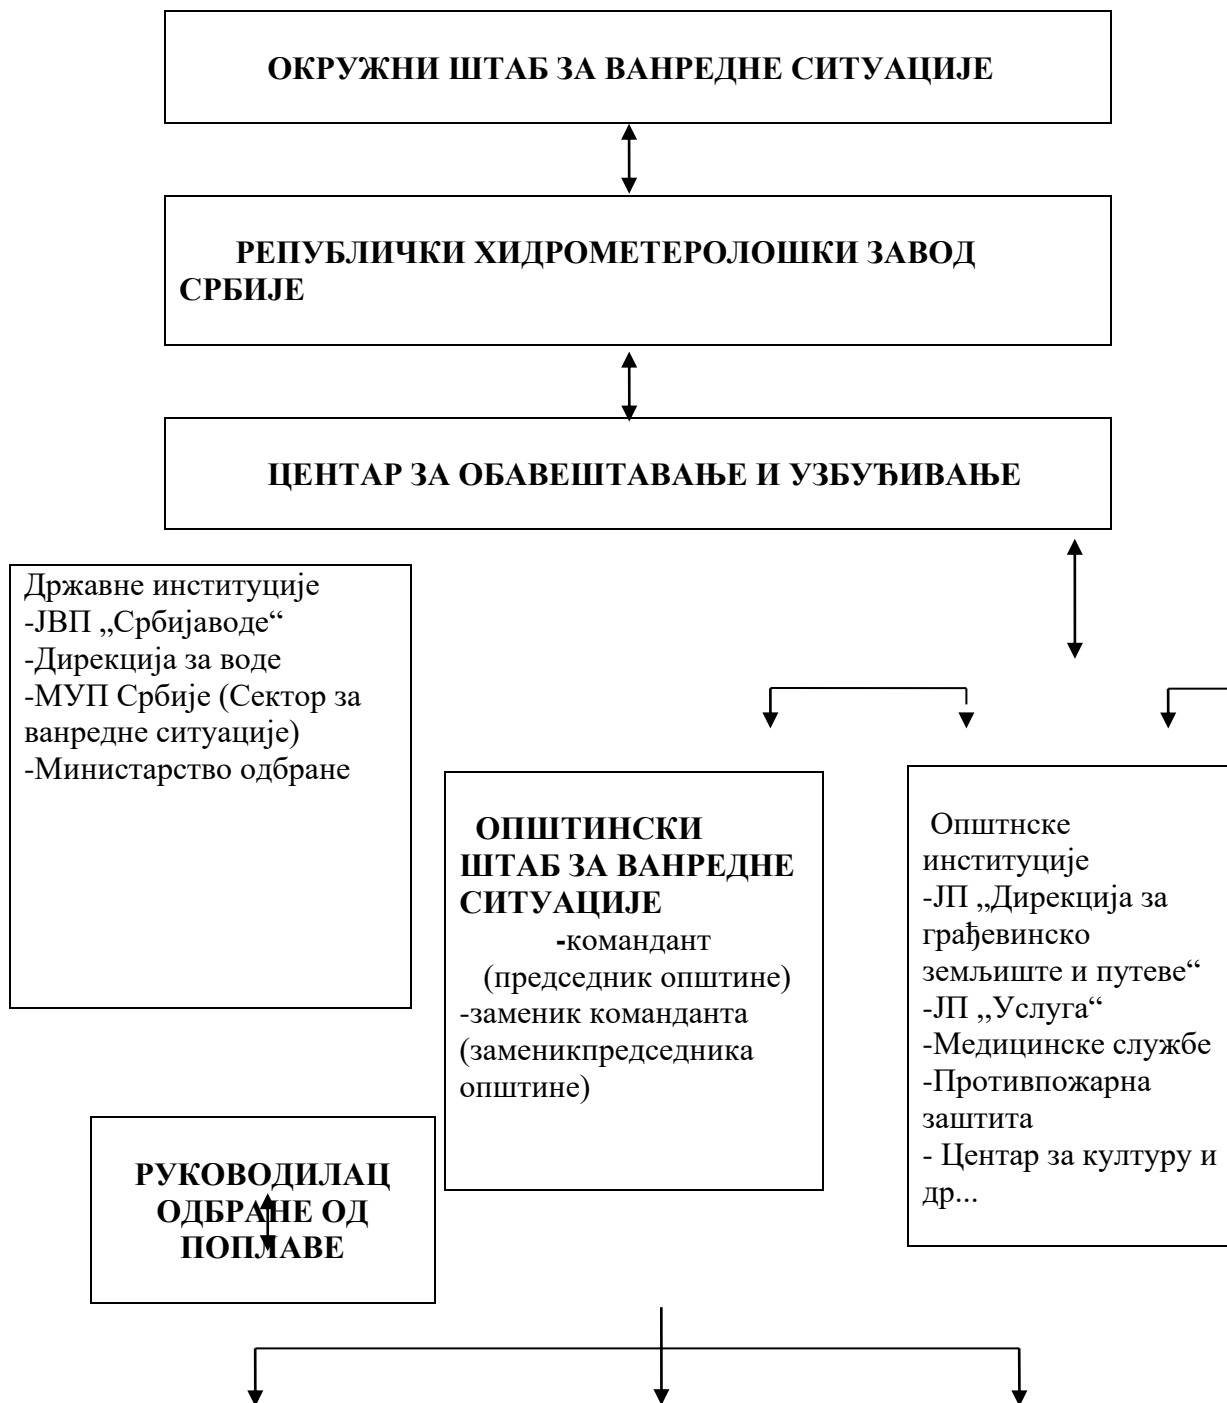 ОКРУЖНИ ШТАБ ЗА ВАНРЕДНЕ СИТУАЦИЈЕ
РЕПУБЛИЧКИ ХИДРОМЕТЕРОЛОШКИ ЗАВОД
СРБИЈЕ
ЦЕНТАР ЗА ОБАВЕШТАВАЊЕ И УЗБУЂИВАЊЕ
Државне институције
-ЈВП „Србијаводе“
-Дирекција за воде
-МУП Србије (Сектор за
ванредне ситуације)
-Министарство одбране
ОПШТИНСКИ
ШТАБ ЗА ВАНРЕДНЕ
СИТУАЦИЈЕ
-командант
(председник општине)
-заменик команданта
(заменикпредседника
општине)
Општнске
институције
-ЈП „Дирекција за
грађевинско
земљиште и путеве“
-ЈП ,,Услуга“
-Медицинске службе
-Противпожарна
заштита
- Центар за културу и
др...
РУКОВОДИЛАЦ
ОДБРАНЕ ОД
ПОПЛАВЕ